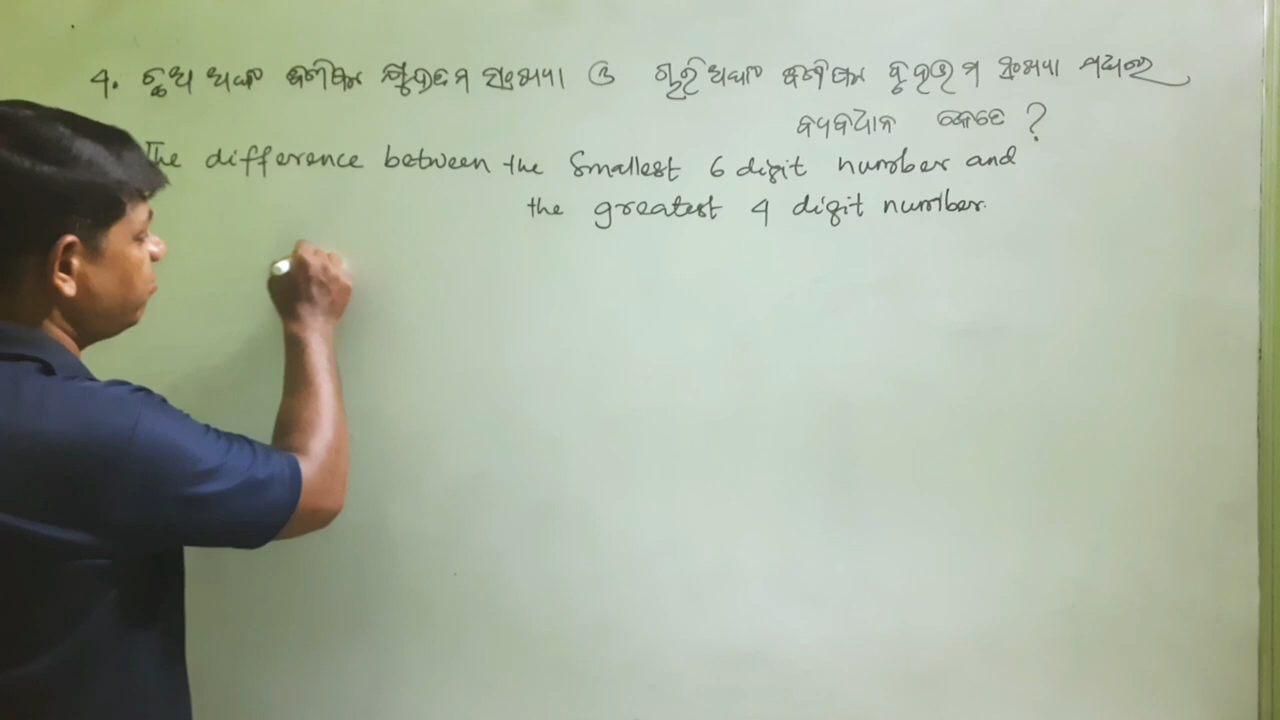 4. ଛଅ ଅଙ୍କ ବିଶିଷ୍ଟ କ୍ଷୁଦ୍ରତମ ସଂଖ୍ୟା ଓ ଚାରି ଅଙ୍କ ବିଶିଷ୍ଟ ବୃହତ୍ତମ ସଂଖ୍ୟା ମଧ୍ୟରେ
ବ୍ୟବଧାନ କେତେ ?
The difference between the smallest 6 digit number and
the greatest 4 digit number.